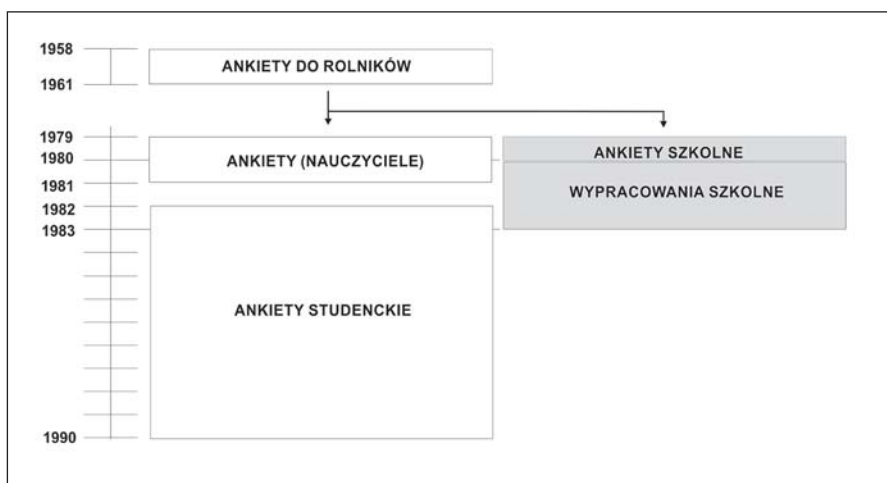 1958
ANKIETY DO ROLNIKÓW
1961
1979
ANKIETY SZKOLNE
1980
ANKIETY (NAUCZYCIELE)
1981
WYPRACOWANIA SZKOLNE
1982
1983
ANKIETY STUDENCKIE
1990